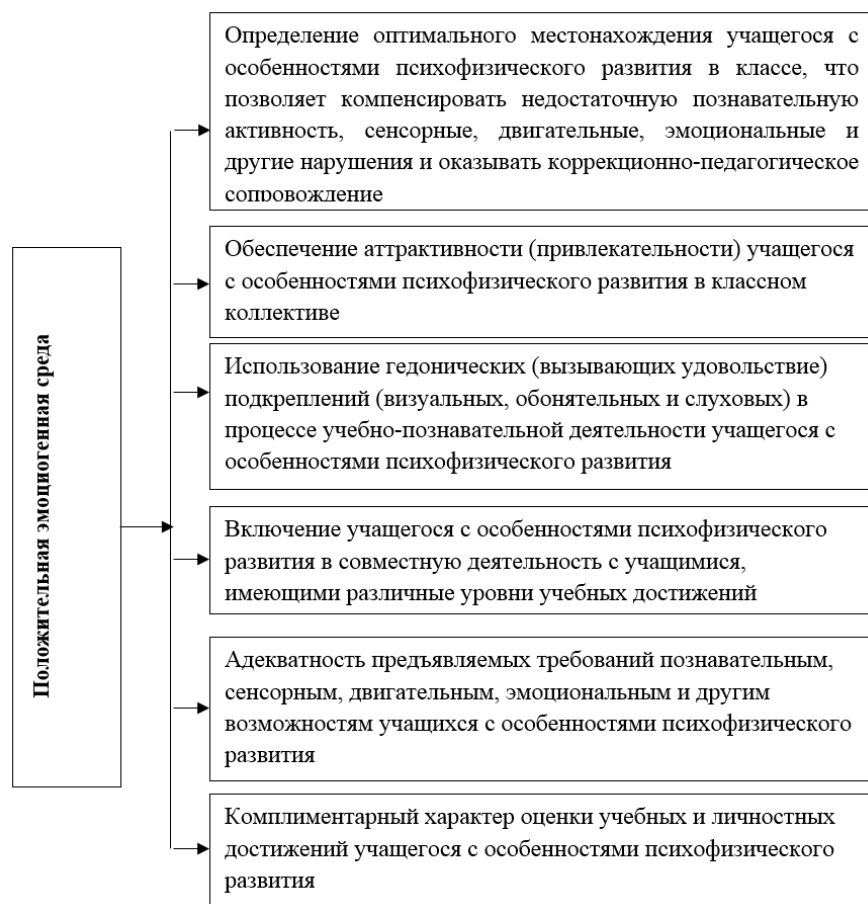 Определение оптимального местонахождения учащегося с
особенностями психофизического развития в классе, что
позволяет компенсировать недостаточную познавательную
активность, сенсорные, двигательные, эмоциональные и
другие нарушения и оказывать коррекционно-педагогическое
сопровождение
Положительная эмоциогенная среда
Обеспечение аттрактивности (привлекательности) учащегося
с особенностями психофизического развития в классном
коллективе
Использование гедонических (вызывающих удовольствие)
подкреплений (визуальных, обонятельных и слуховых) в
процессе учебно-познавательной деятельности учащегося с
особенностями психофизического развития
Включение учащегося с особенностями психофизического
развития в совместную деятельность с учащимися,
имеющими различные уровни учебных достижений
Адекватность предъявляемых требований познавательным,
сенсорным, двигательным, эмоциональным и другим
возможностям учащихся с особенностями психофизического
развития
Комплиментарный характер оценки учебных и личностных
достижений учащегося с особенностями психофизического
развития